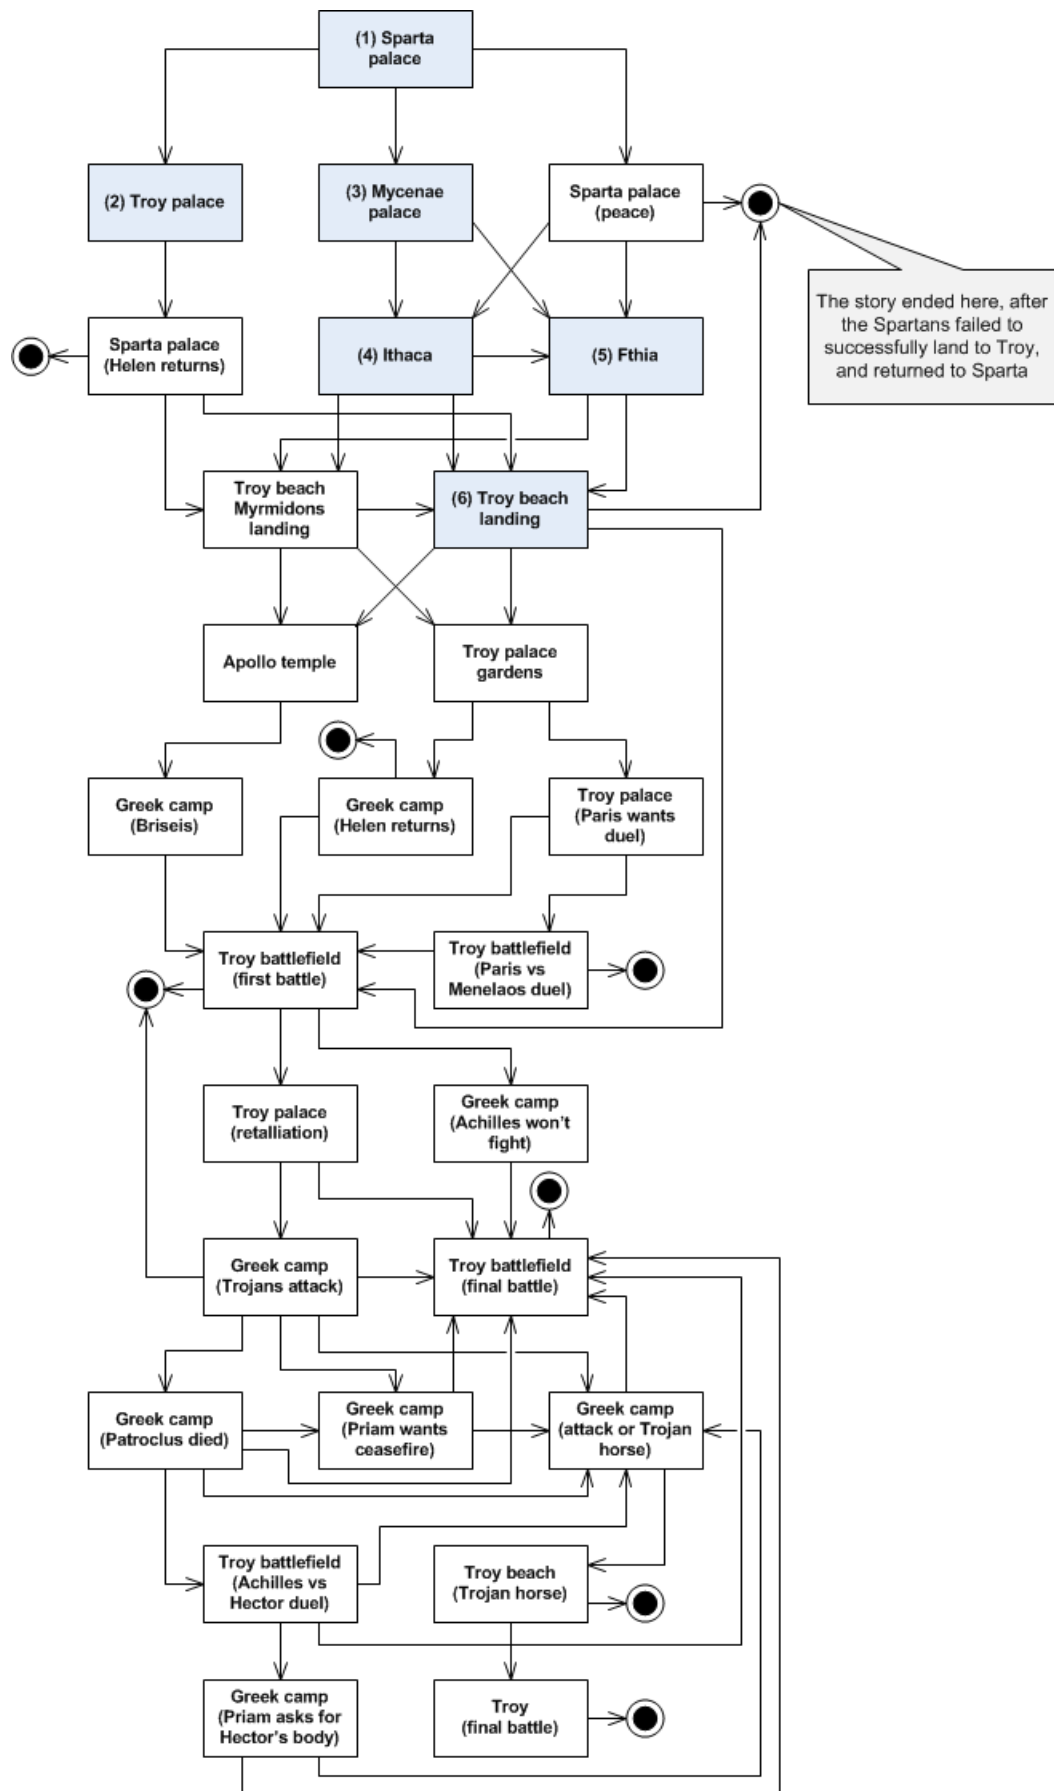 (1) Sparta
palace
(2) Troy palace
(3) Mycenae
palace
Sparta palace
(peace)
The story ended here, after
the Spartans failed to
successfully land to Troy,
and returned to Sparta
Sparta palace
(Helen returns)
(4) Ithaca
(5) Fthia
Troy beach
Myrmidons
landing
(6) Troy beach
landing
Apollo temple
Troy palace
gardens
Greek camp
(Briseis)
Greek camp
(Helen returns)
Troy palace
(Paris wants
duel)
Troy battlefield
(first battle)
Troy battlefield
(Paris vs
Menelaos duel)
Troy palace
(retalliation)
Greek camp
(Achilles won't
fight)
Greek camp
(Trojans attack)
Troy battlefield
(final battle)
Greek camp
(Patroclus died)
Greek camp
(Priam wants
ceasefire)
Greek camp
(attack or Trojan
horse)
Troy battlefield
(Achilles vs
Hector duel)
Troy beach
(Trojan horse)
Greek camp
(Priam asks for
Hector's body)
Troy
(final battle)